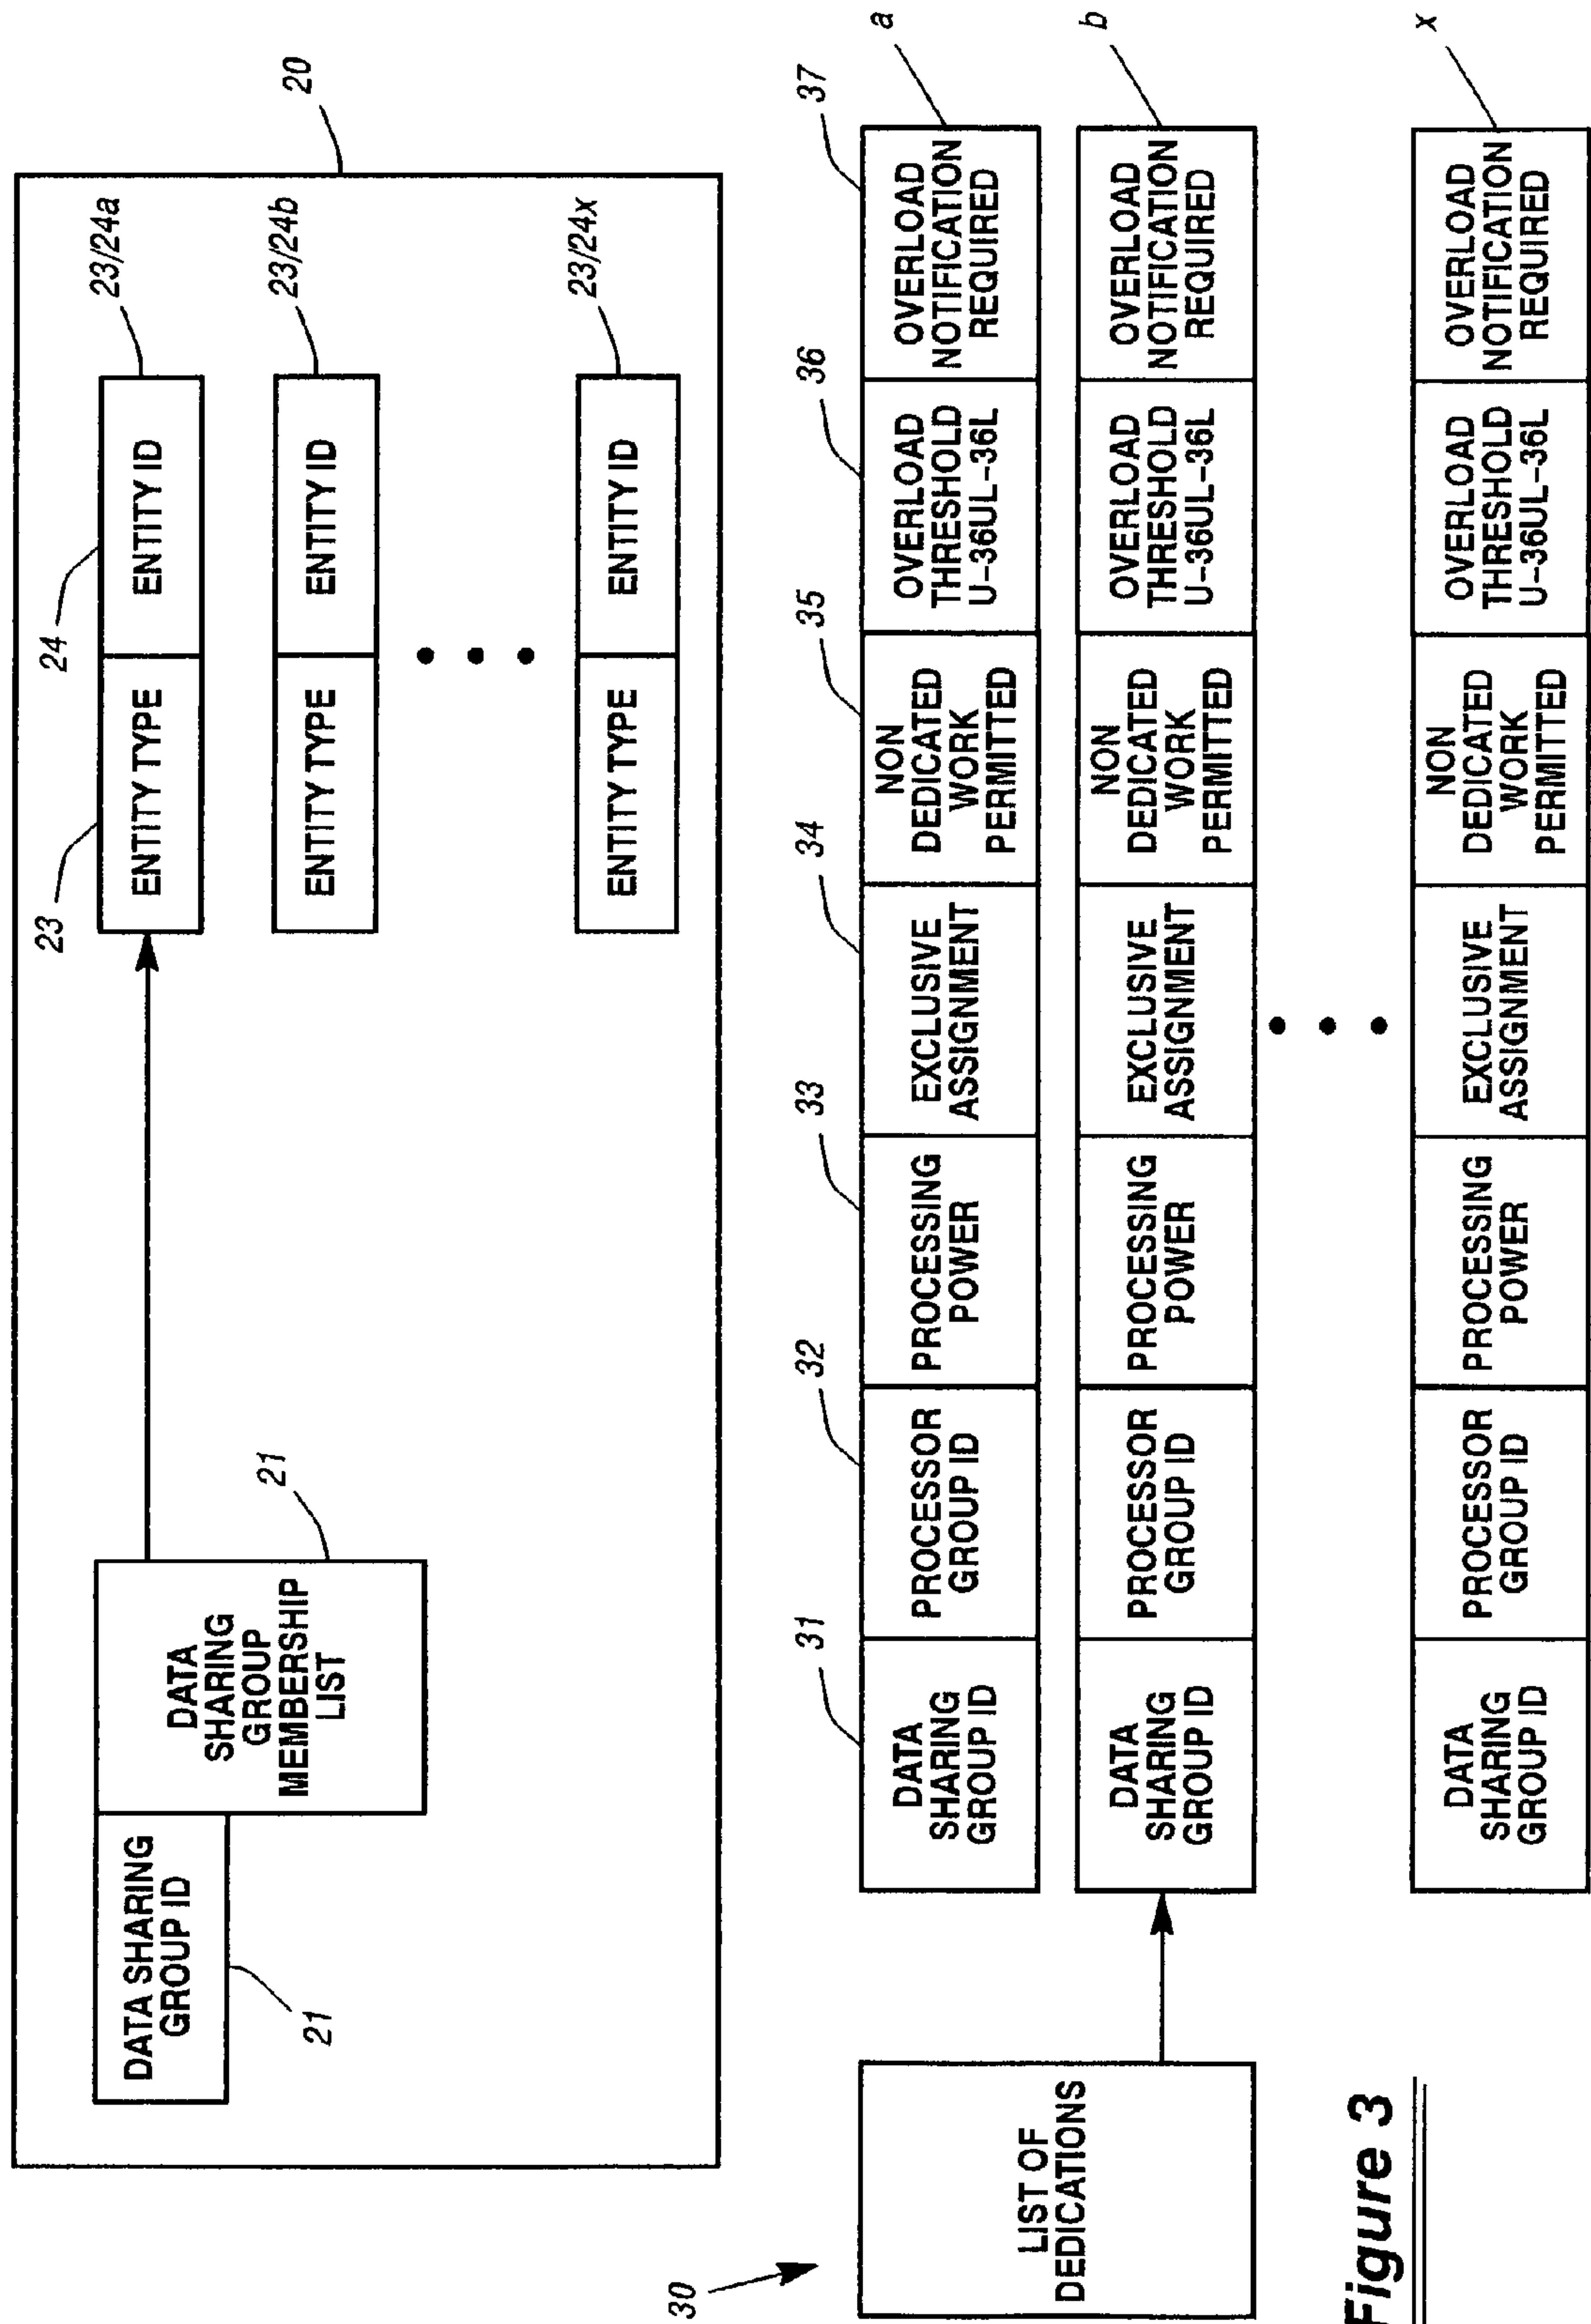 20
DATA SHARING
GROUP ID
21
DATA
SHARING
GROUP
MEMBERSHIP
LIST
21
23
24
ENTITY TYPE
ENTITY ID
23/24a
ENTITY TYPE
ENTITY ID
23/24b
ENTITY TYPE
ENTITY ID
23/24x
30
LIST OF
DEDICATIONS
31
32
33
34
35
36
37
DATA
SHARING
GROUP ID
PROCESSOR
GROUP ID
PROCESSING
POWER
EXCLUSIVE
ASSIGNMENT
NON
DEDICATED
WORK
PERMITTED
OVERLOAD
THRESHOLD
U-36UL-36L
OVERLOAD
NOTIFICATION
REQUIRED
a
DATA
SHARING
GROUP ID
PROCESSOR
GROUP ID
PROCESSING
POWER
EXCLUSIVE
ASSIGNMENT
NON
DEDICATED
WORK
PERMITTED
OVERLOAD
THRESHOLD
U-36UL-36L
OVERLOAD
NOTIFICATION
REQUIRED
b
DATA
SHARING
GROUP ID
PROCESSOR
GROUP ID
PROCESSING
POWER
EXCLUSIVE
ASSIGNMENT
NON
DEDICATED
WORK
PERMITTED
OVERLOAD
THRESHOLD
U-36UL-36L
OVERLOAD
NOTIFICATION
REQUIRED
x
Figure 3